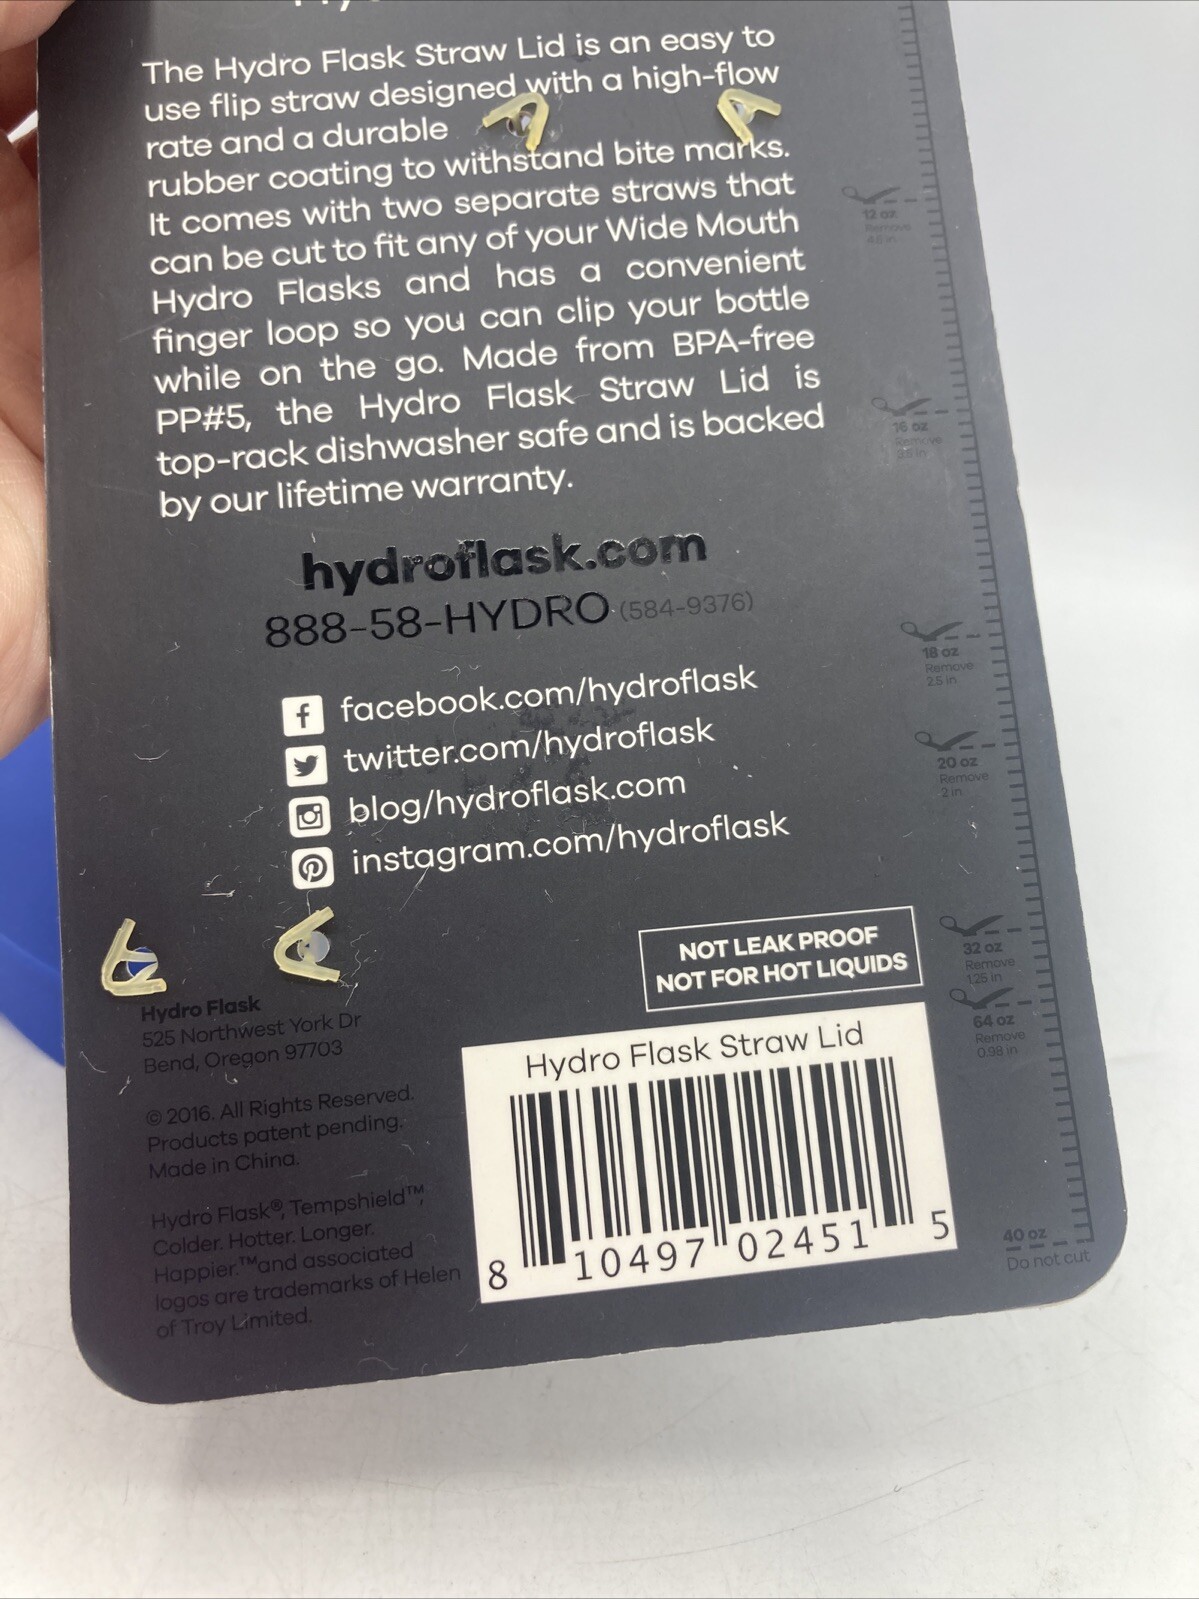 The Hydro Flask Straw Lid is an easy to
use flip straw designed with a high-flow
rate and a durable
rubber coating to withstand bite marks.
It comes with two separate straws that
can be cut to fit any of your Wide Mouth
Hydro Flasks and has a convenient
finger loop so you can clip your bottle
while on the go. Made from BPA-free
PP#5, the Hydro Flask Straw Lid is
top-rack dishwasher safe and is backed
by our lifetime warranty.
hydroflask.com
888-58-HYDRO (584-9376)
facebook.com/hydroflask
twitter.com/hydroflask
blog/hydroflask.com
instagram.com/hydroflask
NOT LEAK PROOF
NOT FOR HOT LIQUIDS
Hydro Flask
525 Northwest York Dr
Bend, Oregon 97703
© 2016. All Rights Reserved.
Products patent pending.
Made in China.
Hydro Flask®, Tempshield™,
Colder. Hotter. Longer.
Happier.™and associated
logos are trademarks of Helen
of Troy Limited.
Hydro Flask Straw Lid
8 10497 02451 5
12 oz
Remove
4.6 in
16 oz
Remove
3.5 in
18 oz
Remove
2.5 in
20 oz
Remove
2 in
32 oz
Remove
1.25 in
64 oz
Remove
0.98 in
40 oz
Do not cut